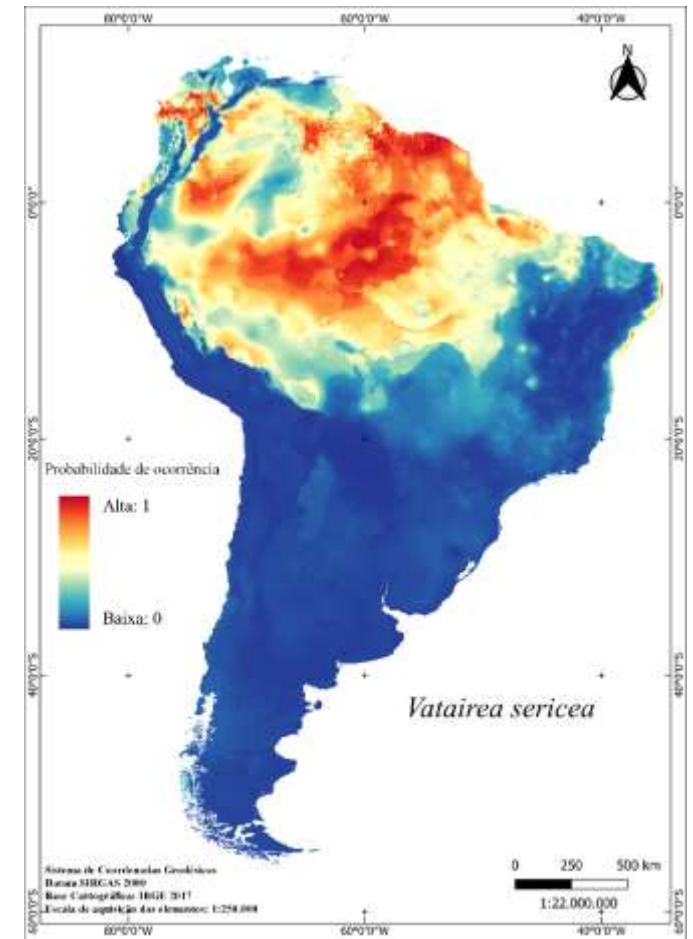 80°0'0"W 60°0'0"W 40°0'0"W
N
0°0'0" 0°0'0"
20°0'0"S 20°0'0"S
Probabilidade de ocorrência
Alta: 1
Baixa: 0
40°0'0"S 40°0'0"S
Vatairea sericea
Sistema de Coordenadas Geodésicas
Datum SIRGAS 2000
Base Cartográfica: IBGE 2017
Escala de aquisição dos elementos: 1:250.000
0 250 500 km
1:22.000.000
60°0'0"S 60°0'0"S
80°0'0"W 60°0'0"W 40°0'0"W